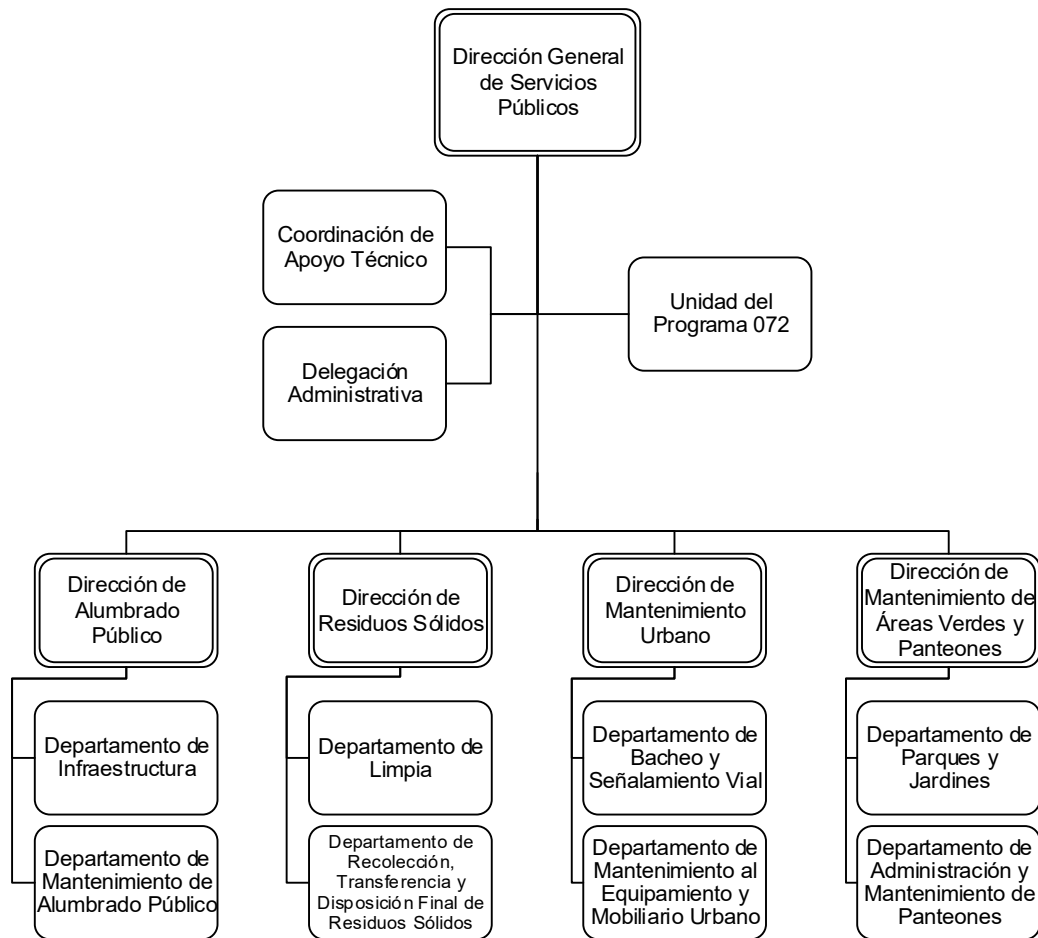 Dirección General
de Servicios
Públicos
Coordinación de
Apoyo Técnico
Unidad del
Programa 072
Delegación
Administrativa
Dirección de
Alumbrado
Público
Dirección de
Residuos Sólidos
Dirección de
Mantenimiento
Urbano
Dirección de
Mantenimiento de
Áreas Verdes y
Panteones
Departamento de
Infraestructura
Departamento de
Limpia
Departamento de
Bacheo y
Señalamiento Vial
Departamento de
Parques y
Jardines
Departamento de
Mantenimiento de
Alumbrado Público
Departamento de
Recolección,
Transferencia y
Disposición Final de
Residuos Sólidos
Departamento de
Mantenimiento al
Equipamiento y
Mobiliario Urbano
Departamento de
Administración y
Mantenimiento de
Panteones